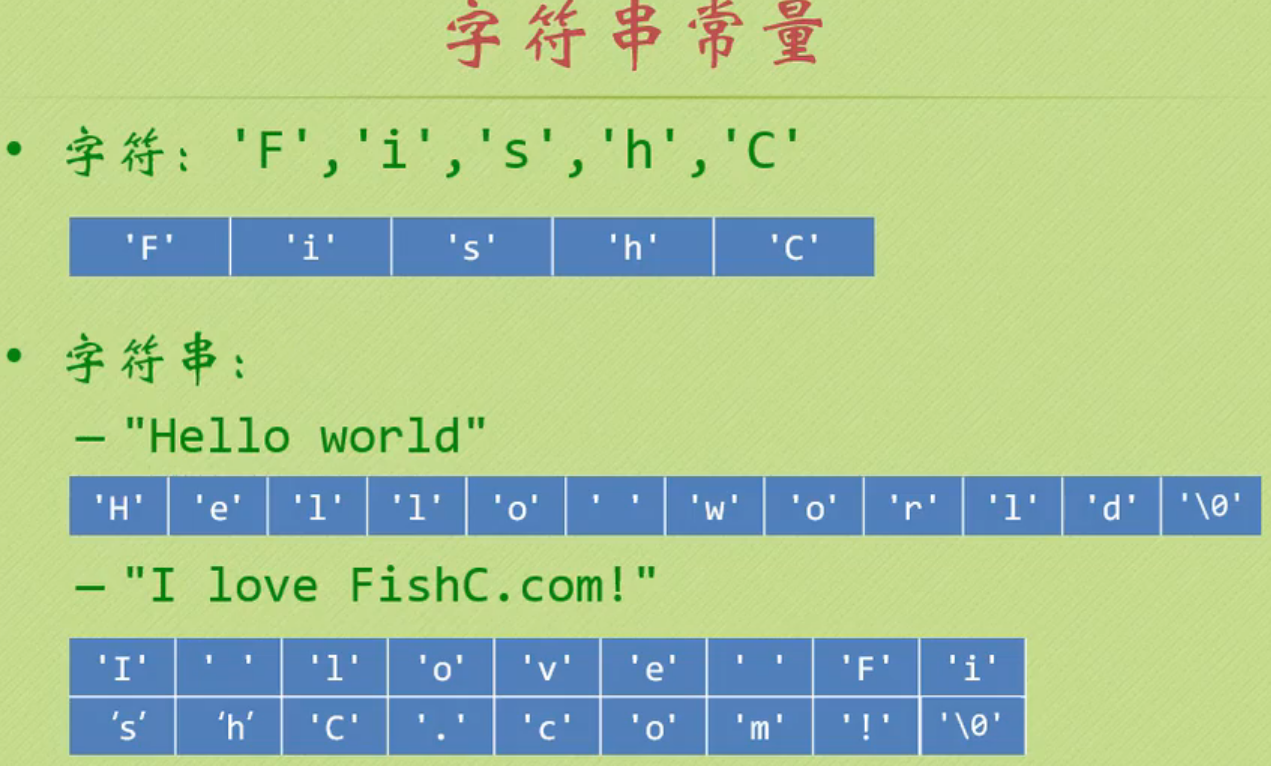 字符串常量
• 字符：'F','i','s','h','C'
'F' 'i' 's' 'h' 'C'
• 字符串：
– "Hello world"
'H' 'e' 'l' 'l' 'o' ' ' 'w' 'o' 'r' 'l' 'd' '\0'
– "I love FishC.com!"
'I' ' ' 'l' 'o' 'v' 'e' ' ' 'F' 'i'
′s′ ‘h′ 'C' '.' 'c' 'o' 'm' '!' '\0'